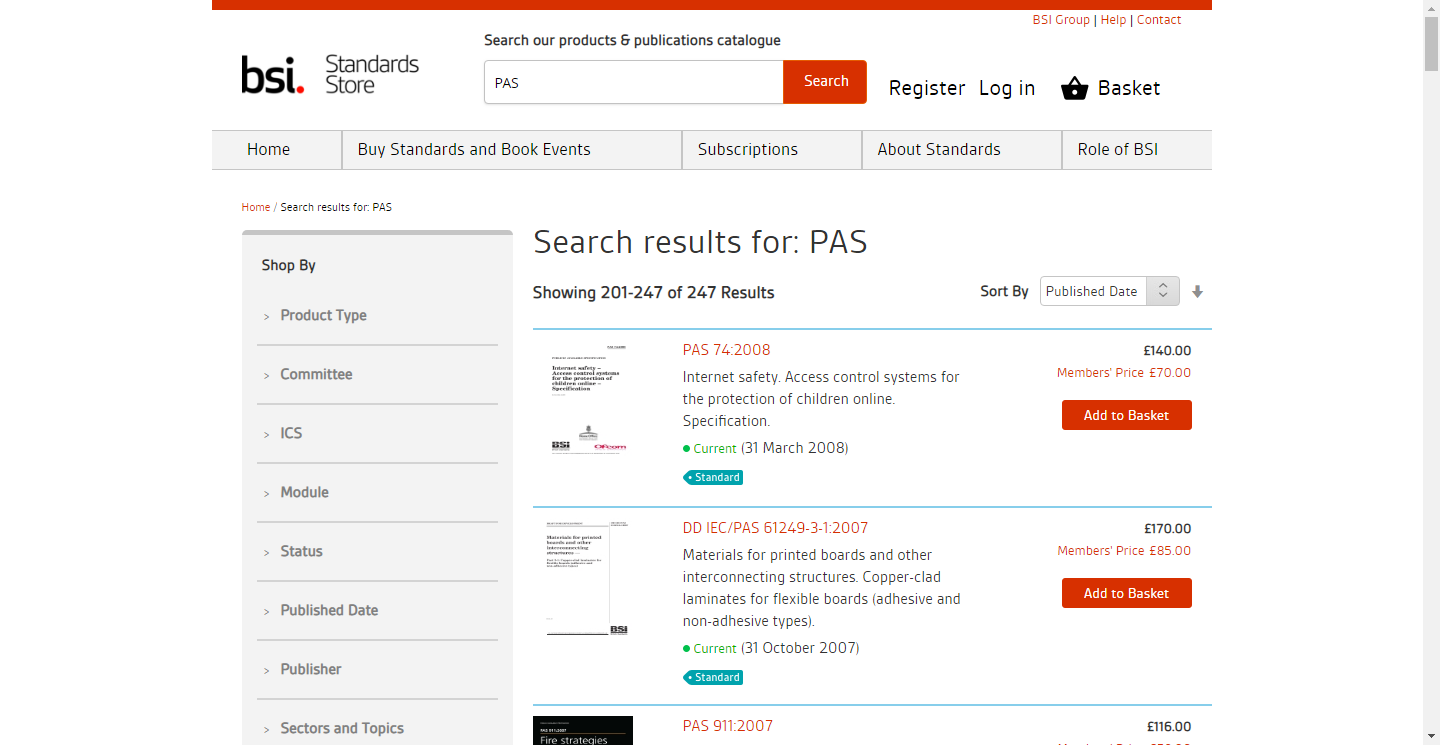 BSI Group | Help | Contact
Search our products & publications catalogue
bsi. Standards Store
PAS
Search
Register Log in Basket
Home Buy Standards and Book Events Subscriptions About Standards Role of BSI
Home / Search results for: PAS
Shop By
> Product Type
> Committee
> ICS
> Module
> Status
> Published Date
> Publisher
> Sectors and Topics
Search results for: PAS
Showing 201-247 of 247 Results
Sort By Published Date
Internet safety –
Access control systems
for the protection of
children online –
Specification
BSi
Ofcom
PAS 74:2008
Internet safety. Access control systems for
the protection of children online.
Specification.
Current (31 March 2008)
Standard
£140.00
Members' Price £70.00
Add to Basket
Materials for printed
boards and other
interconnecting
structures —
BSi
DD IEC/PAS 61249-3-1:2007
Materials for printed boards and other
interconnecting structures. Copper-clad
laminates for flexible boards (adhesive and
non-adhesive types).
Current (31 October 2007)
Standard
£170.00
Members' Price £85.00
Add to Basket
PAS 911:2007
Fire strategies
PAS 911:2007
£116.00